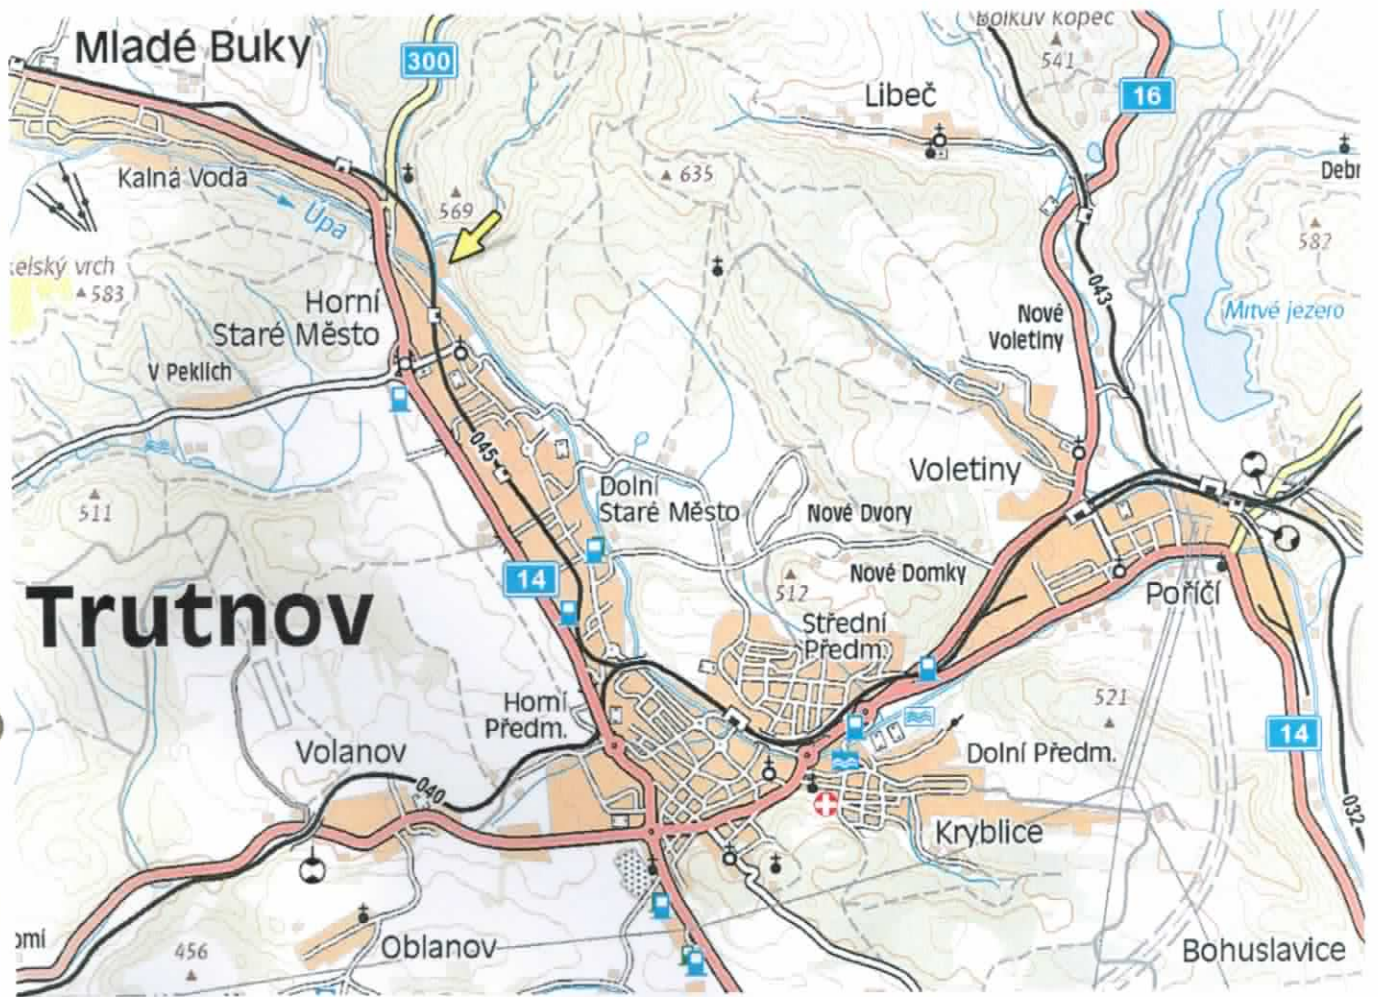 Mladé Buky
300
Bolkův kopec
541
16
Libeč
Kalná Voda
569
635
Debr
Úpa
582
elský vrch
583
Horní
Staré Město
043
Nové
Voletiny
Mrtvé jezero
V Peklích
045
Voletiny
511
Dolní
Staré Město
Nové Dvory
14
512
Nové Domky
Poříčí
Trutnov
Střední
Předm.
Horní
Předm.
521
14
Volanov
Dolní Předm.
040
032
Kryblice
omí
456
Oblanov
Bohuslavice